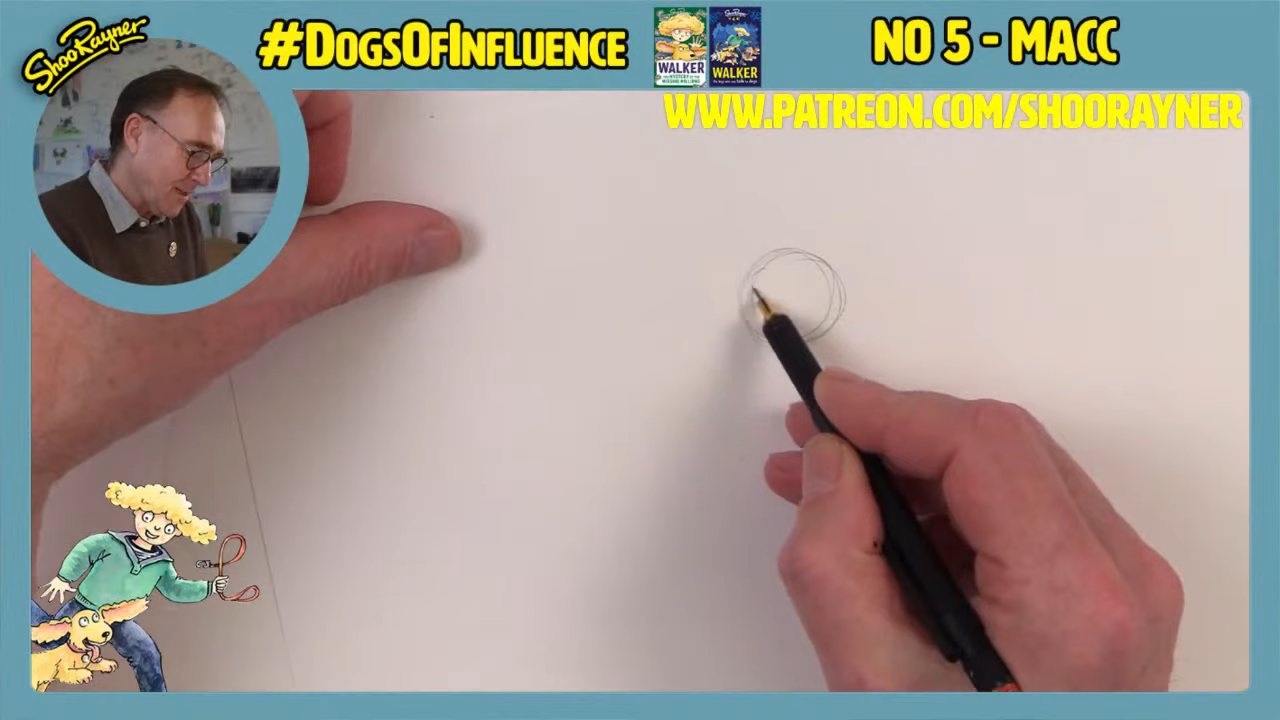 ShooRayner
#DOGSOFINFLUENCE
WALKER
WALKER
NO 5 - MACC
WWW.PATREON.COM/SHOORAYNER